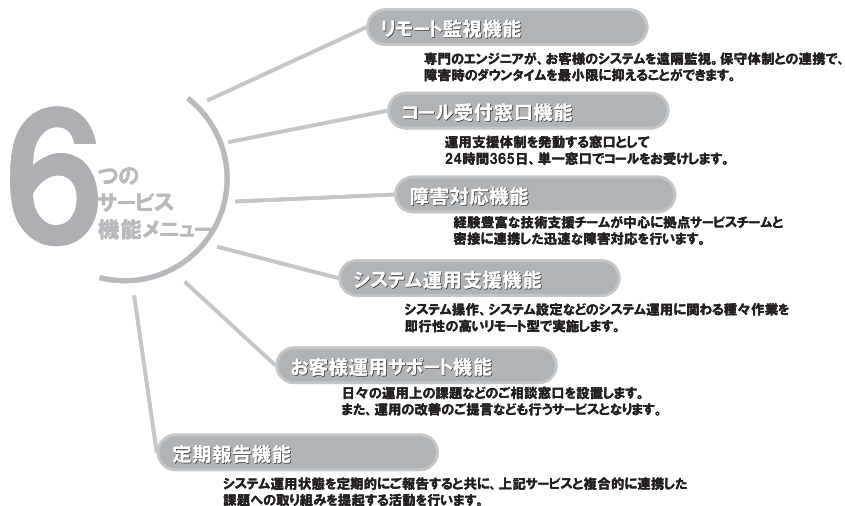 6
つの
サービス
機能メニュー
リモート監視機能
専門のエンジニアが、お客様のシステムを遠隔監視。保守体制との連携で、
障害時のダウンタイムを最小限に抑えることができます。
コール受付窓口機能
運用支援体制を発動する窓口として
24時間365日、単一窓口でコールをお受けします。
障害対応機能
経験豊富な技術支援チームが中心に拠点サービスチームと
密接に連携した迅速な障害対応を行います。
システム運用支援機能
システム操作、システム設定などのシステム運用に関わる種々作業を
即行性の高いリモート型で実施します。
お客様運用サポート機能
日々の運用上の課題などのご相談窓口を設置します。
また、運用の改善のご提言なども行うサービスとなります。
定期報告機能
システム運用状態を定期的にご報告すると共に、上記サービスと複合的に連携した
課題への取り組みを提起する活動を行います。